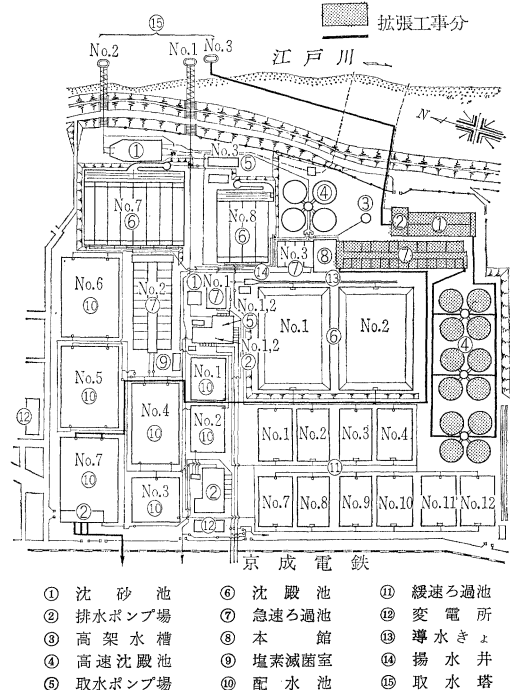 ⑮
拡張工事分
No.2
No.1
No.3
江戸川
N
①
No.3
⑤
④
③
No.7
⑥
No.8
⑥
②
①
No.3
⑦
⑧
⑦
⑭
⑬
No.6
⑩
No.2
⑦
①
No.1
⑦
No.1,2
⑤
No.1,2
②
No.1
⑥
No.2
④
⑨
No.5
⑩
No.1
⑩
No.4
⑩
No.2
⑩
No.1
No.2
No.3
No.4
⑫
⑪
No.7
⑩
②
No.3
⑩
②
⑫
No.7
No.8
No.9
No.10
No.11
No.12
京成電鉄
① 沈砂池
② 排水ポンプ場
③ 高架水槽
④ 高速沈殿池
⑤ 取水ポンプ場
⑥ 沈殿池
⑦ 急速ろ過池
⑧ 本館
⑨ 塩素滅菌室
⑩ 配水池
⑪ 緩速ろ過池
⑫ 変電所
⑬ 導水きょ
⑭ 揚水井
⑮ 取水塔